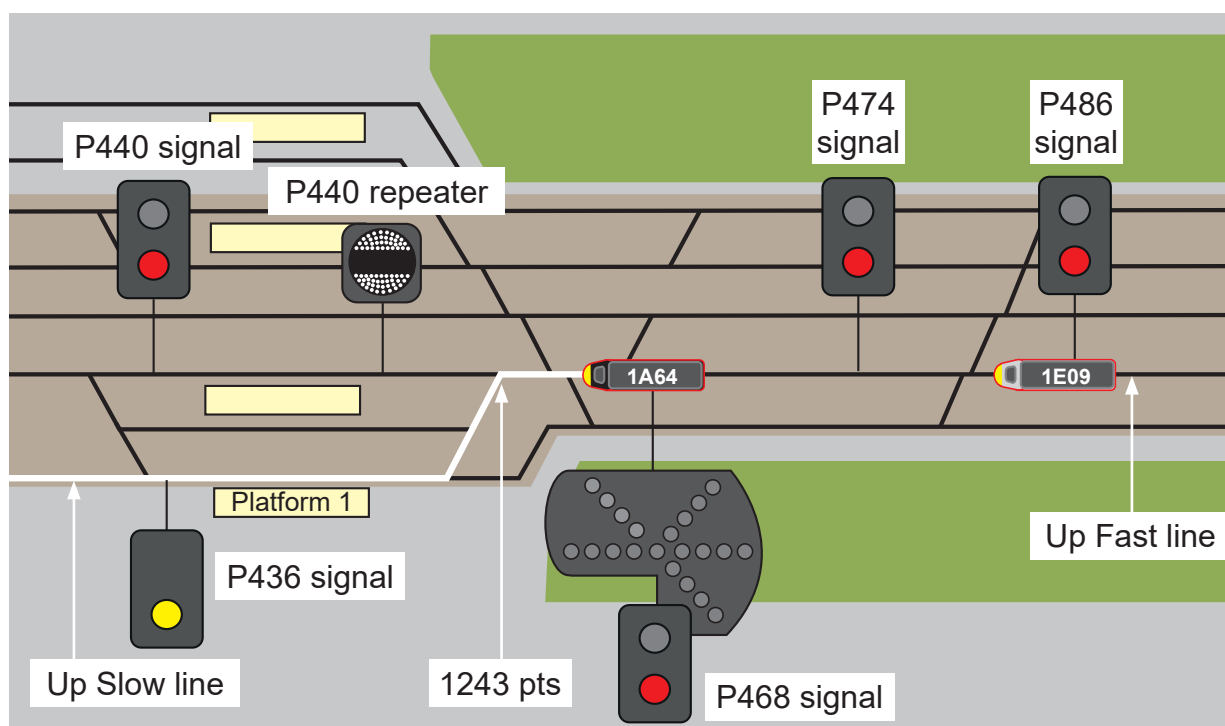 P474
signal
P486
signal
P440 signal
P440 repeater
1A64
1E09
Platform 1
Up Fast line
P436 signal
Up Slow line
1243 pts
P468 signal